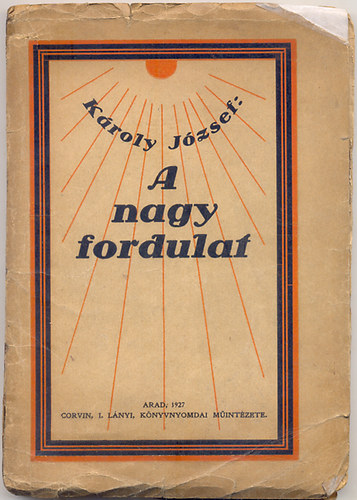 Károly József:
A
nagy
fordulat
ARAD, 1927
CORVIN, I. LÁNYI, KÖNYVNYOMDAI MŰINTÉZETE.